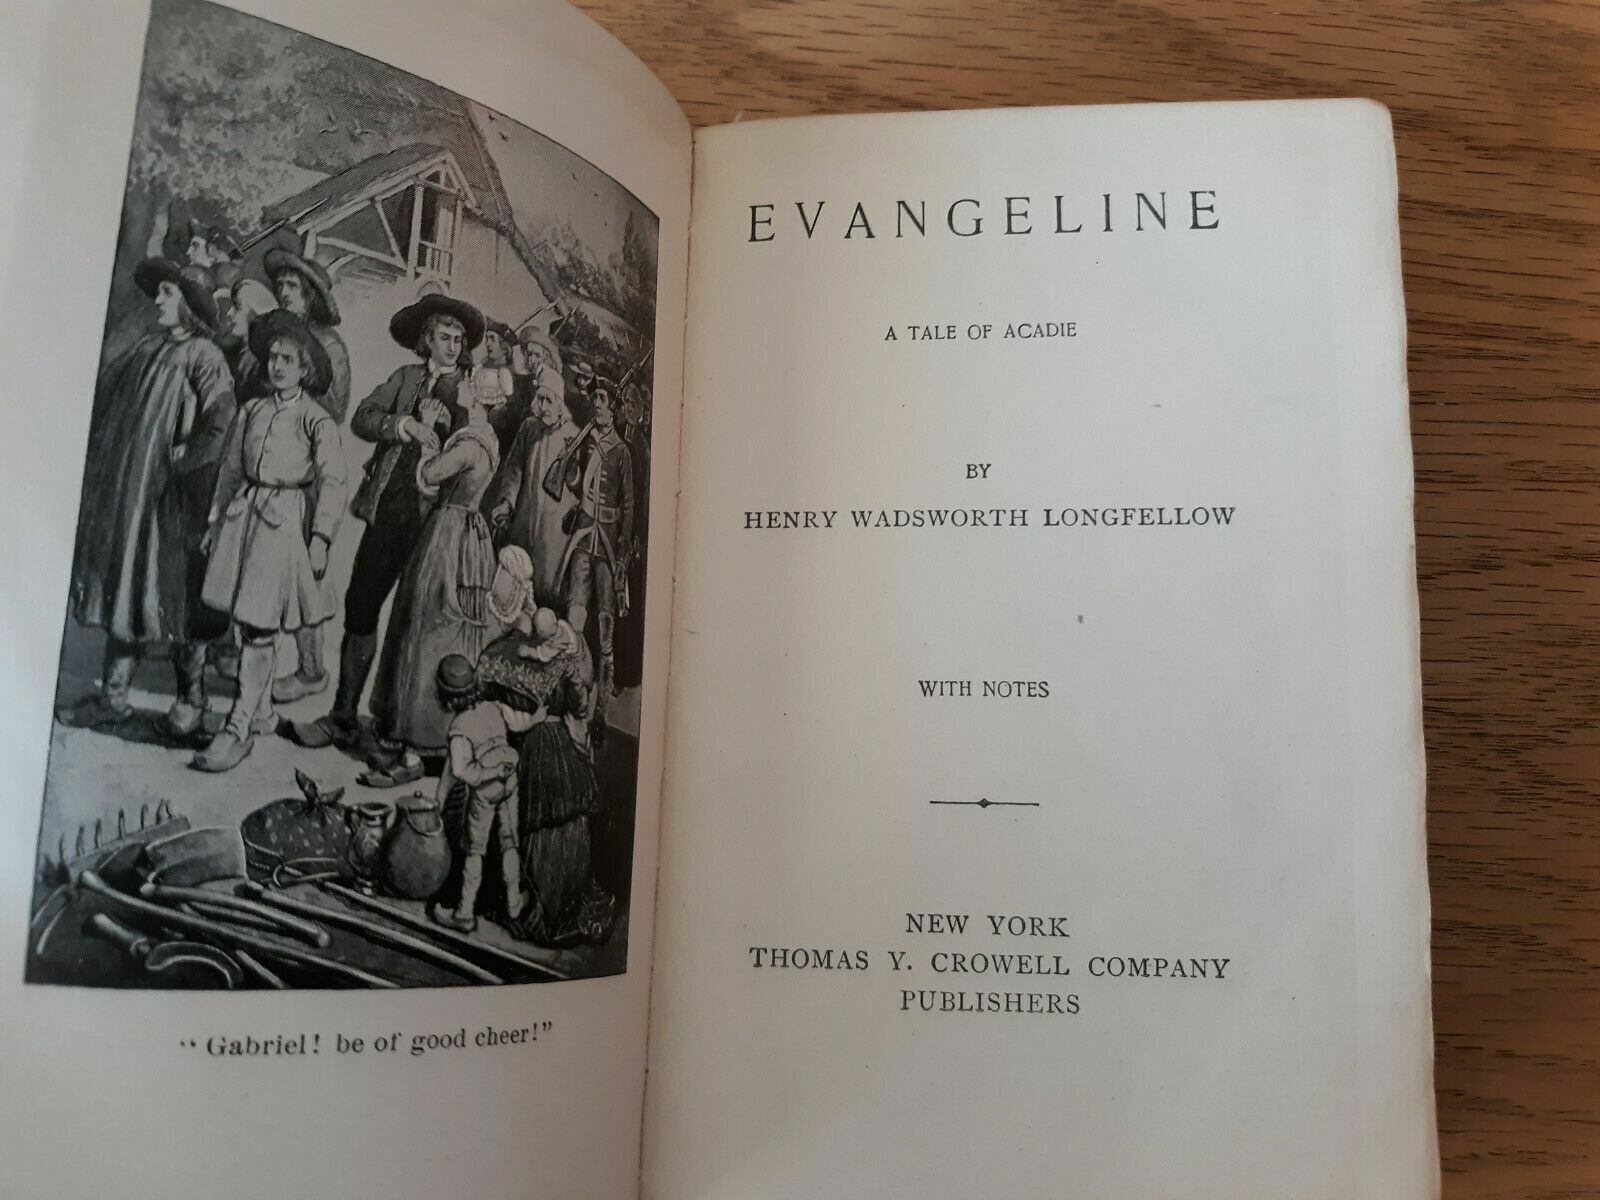 "Gabriel! be of good cheer!"
EVANGELINE
A TALE OF ACADIE
BY
HENRY WADSWORTH LONGFELLOW
WITH NOTES
NEW YORK
THOMAS Y. CROWELL COMPANY
PUBLISHERS